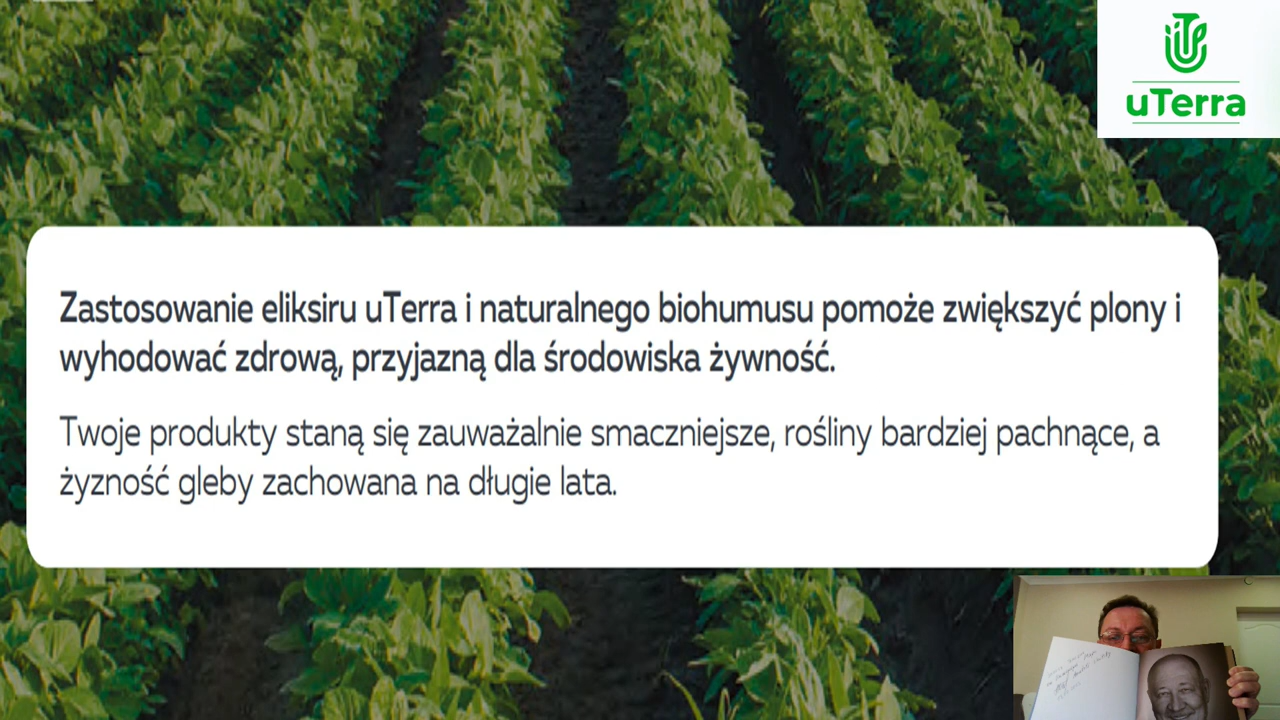 uTerra
Zastosowanie eliksiru uTerra i naturalnego biohumusu pomoże zwiększyć plony i
wyhodować zdrową, przyjazną dla środowiska żywność.
Twoje produkty staną się zauważalnie smaczniejsze, rośliny bardziej pachnące, a
żyzność gleby zachowana na długie lata.